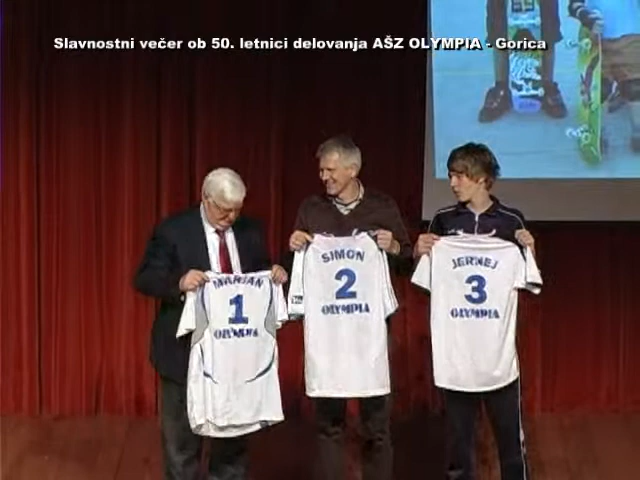 Slavnostni večer ob 50. letnici delovanja AŠZ OLYMPIA - Gorica
MARJAN
1
OLYMPIA
SIMON
2
OLYMPIA
JERNEJ
3
OLYMPIA